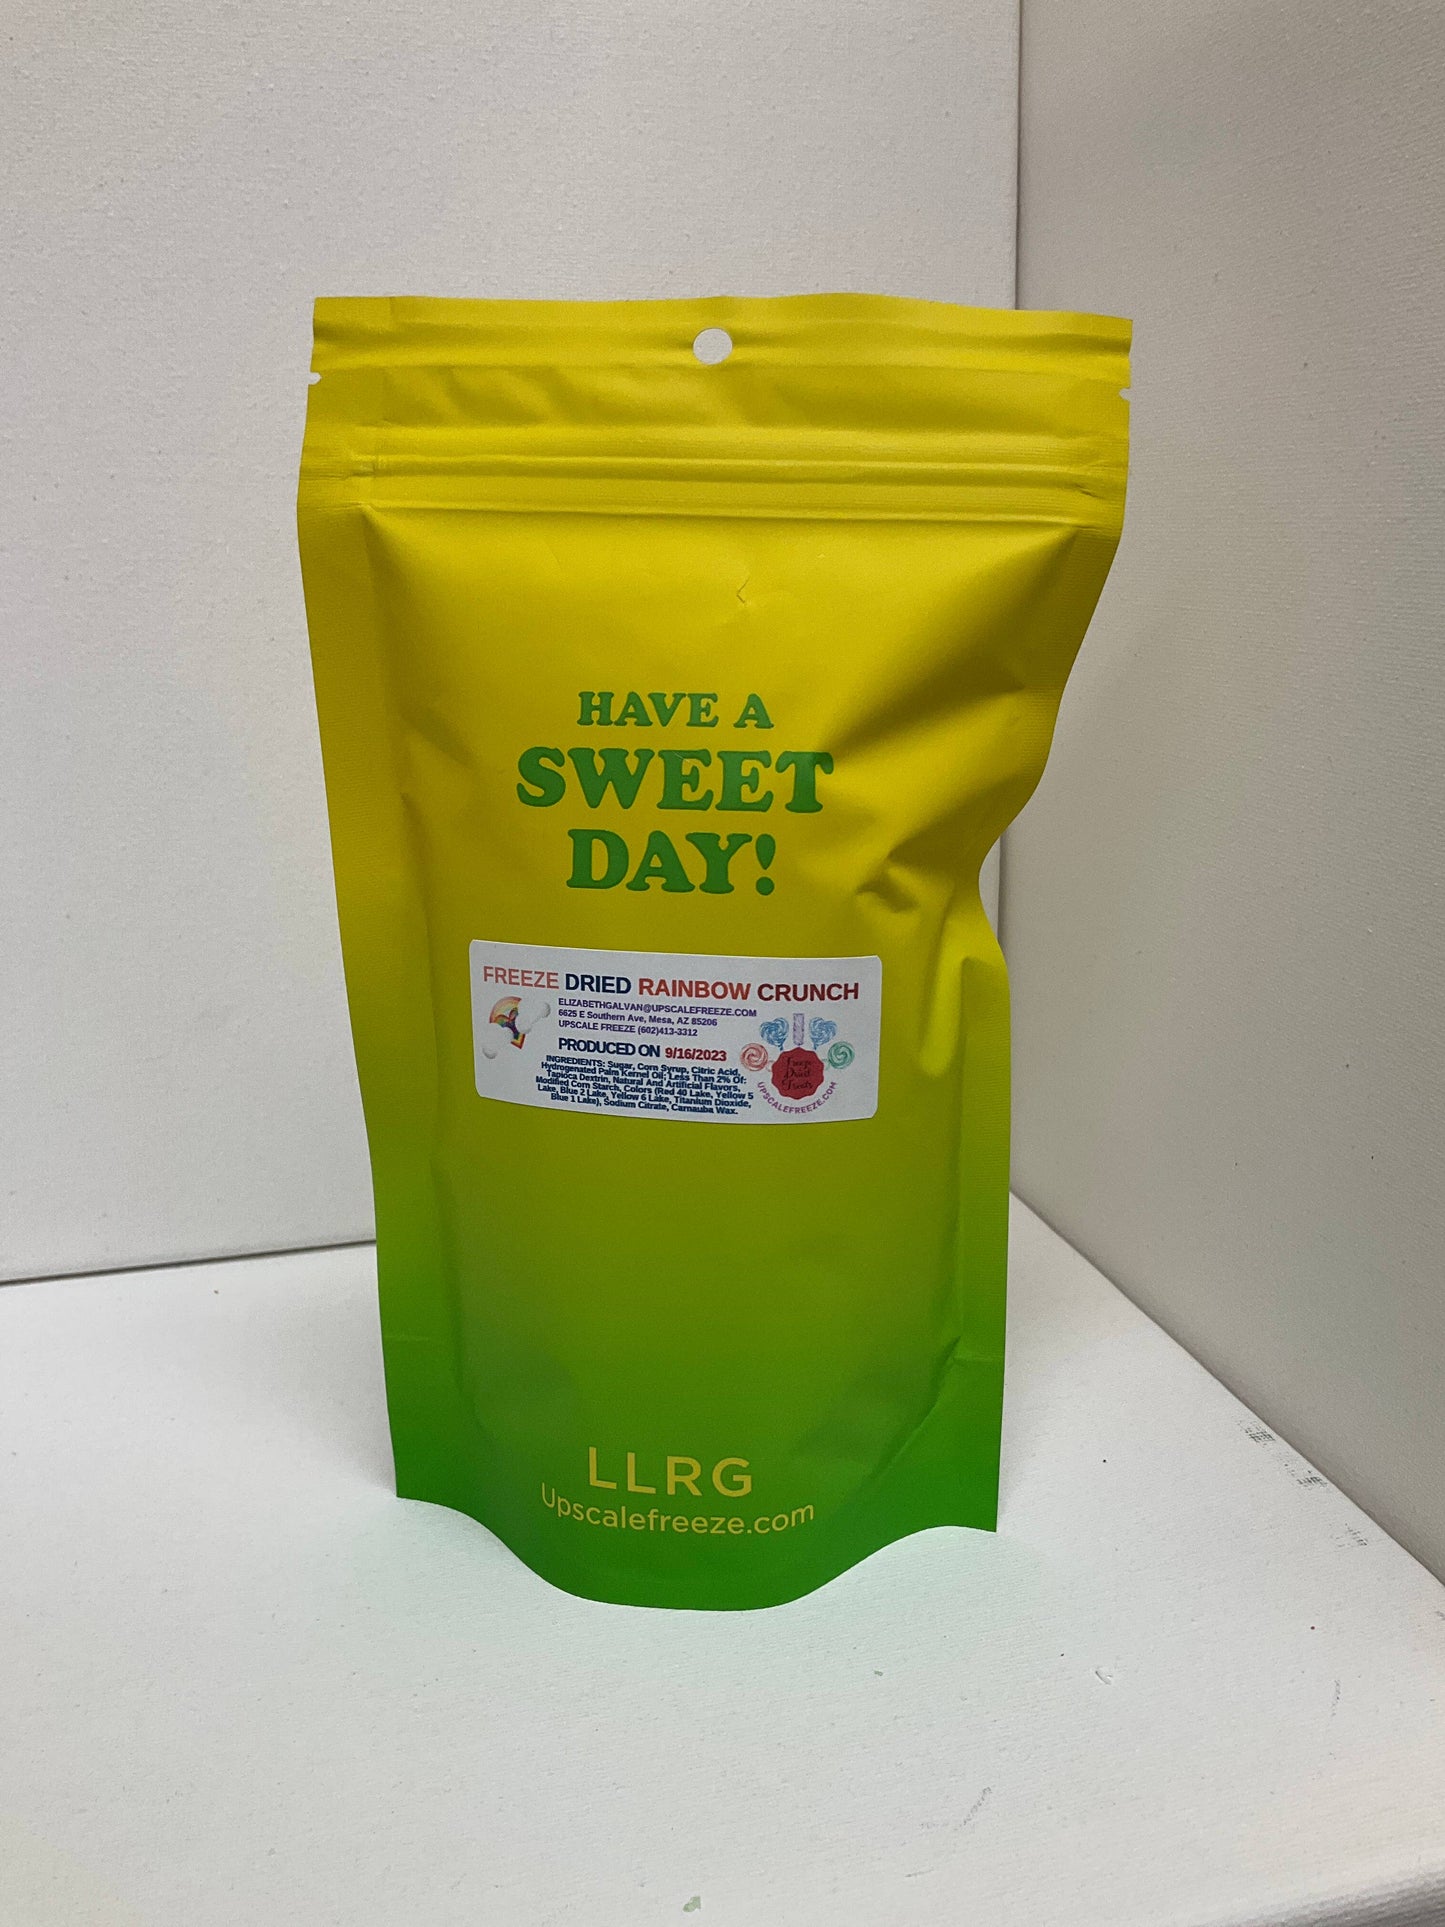 HAVE A
SWEET
DAY!
FREEZE DRIED RAINBOW CRUNCH
ELIZABETHGALVAN@UPSCALEFREEZE.COM
6625 E Southern Ave, Mesa, AZ 85206
UPSCALE FREEZE (602)413-3312
PRODUCED ON 9/16/2023
INGREDIENTS: Sugar, Corn Syrup, Citric Acid,
Hydrogenated Palm Kernel Oil; Less Than 2% Of:
Tapioca Dextrin, Natural And Artificial Flavors,
Modified Corn Starch, Colors (Red 40 Lake, Yellow 5
Lake, Blue 2 Lake, Yellow 6 Lake, Titanium Dioxide,
Blue 1 Lake), Sodium Citrate, Carnauba Wax.
Freeze
Dried
Treats
UPSCALEFREEZE.COM
LLRG
Upscalefreeze.com